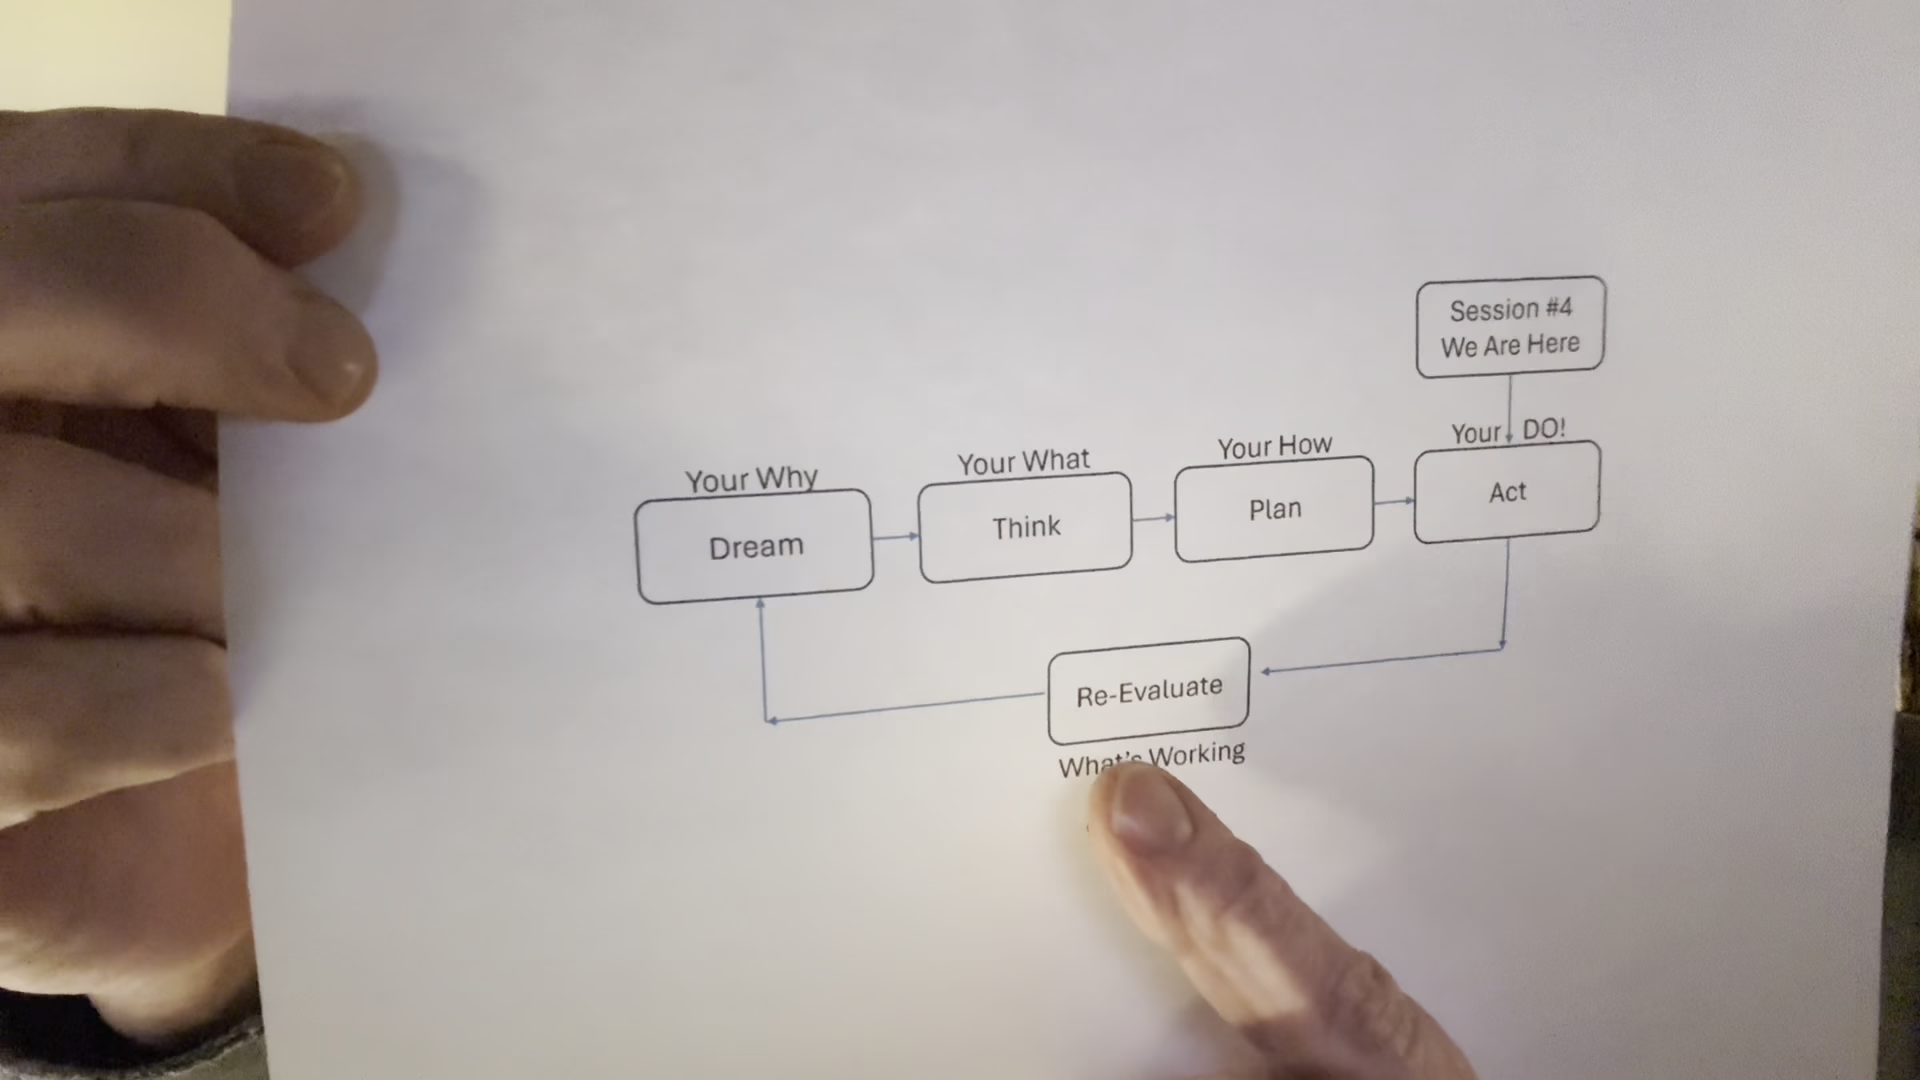 Session #4
We Are Here
Your Why
Your What
Your How
Your DO!
Dream
Think
Plan
Act
Re-Evaluate
What's Working